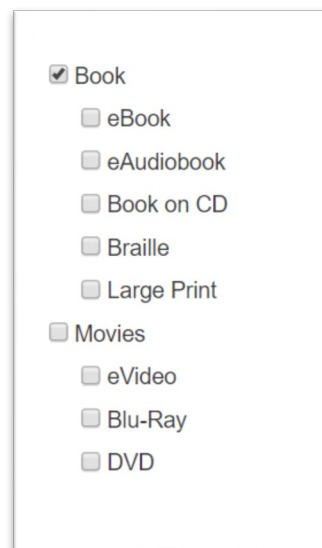 Book
eBook
eAudiobook
Book on CD
Braille
Large Print
Movies
eVideo
Blu-Ray
DVD